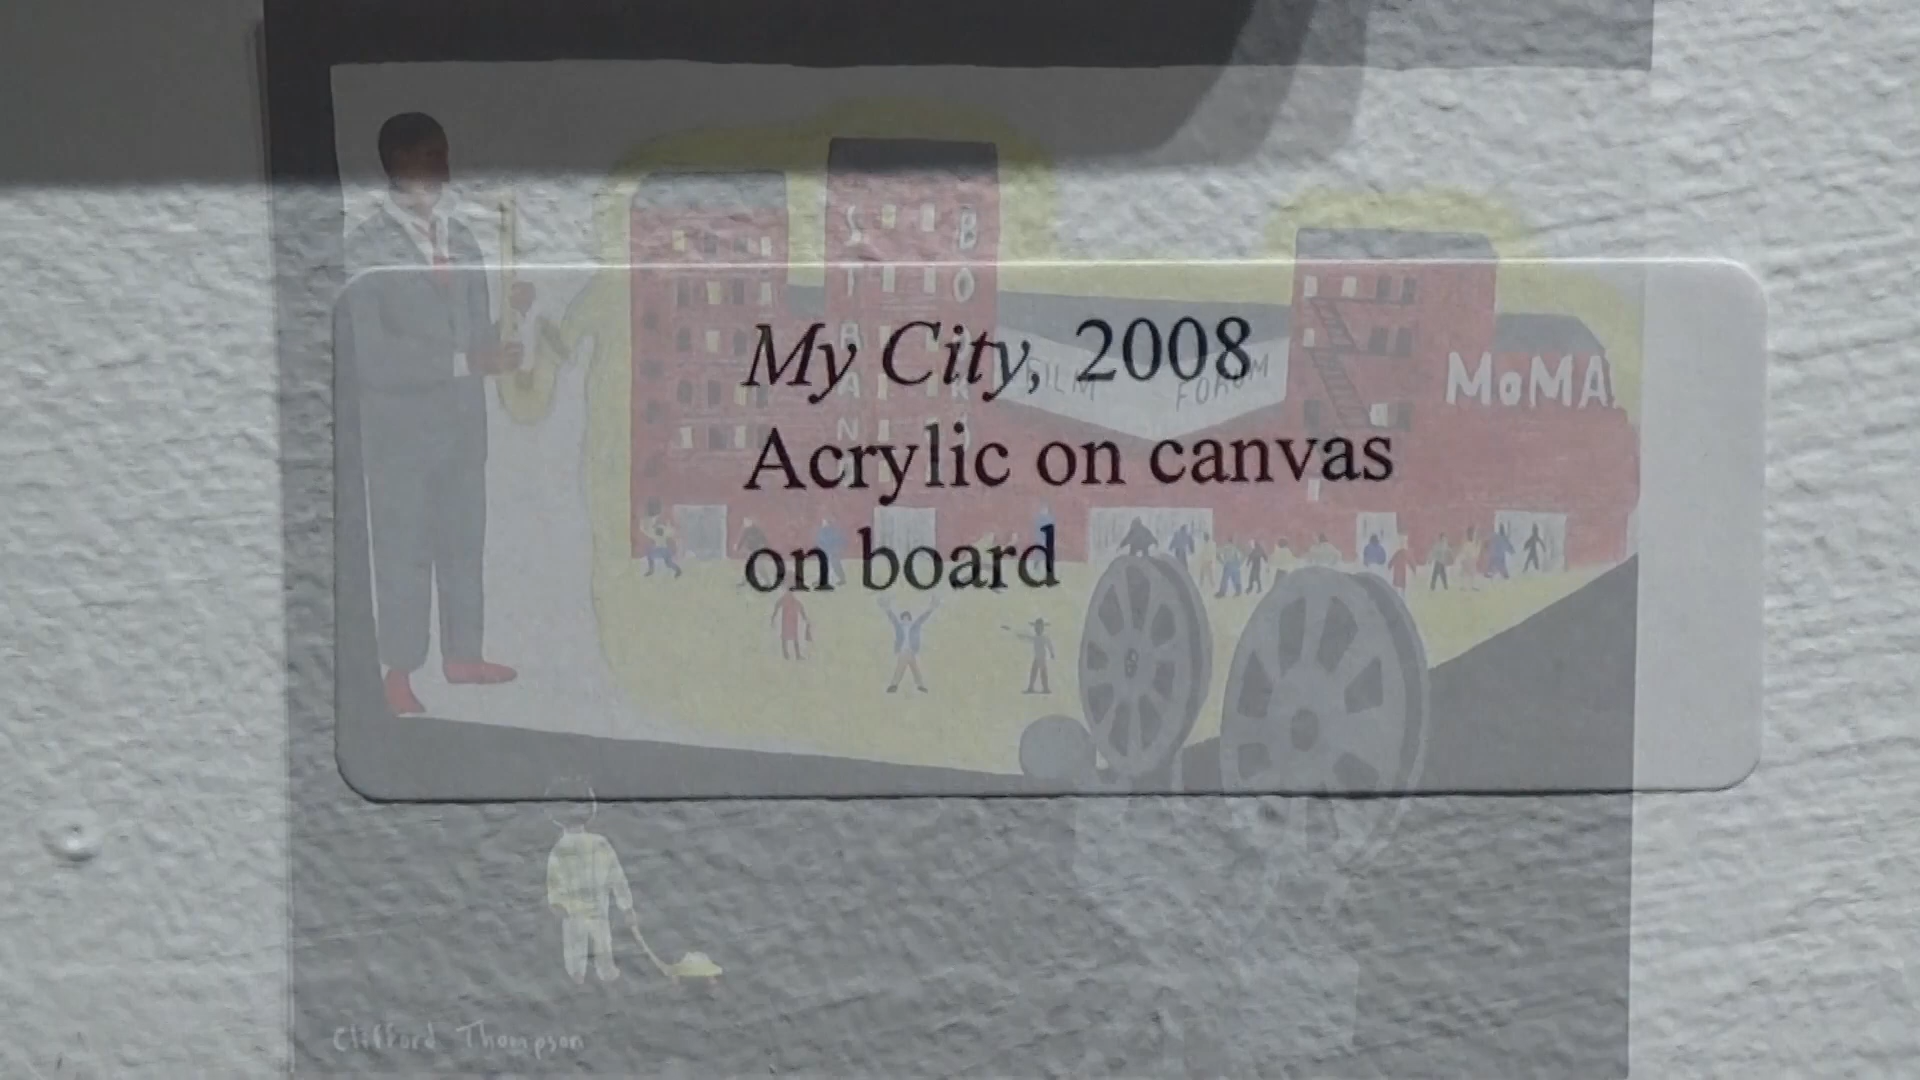 My City, 2008
Acrylic on canvas
on board
FILM FORUM
MoMA
Clifford Thompson